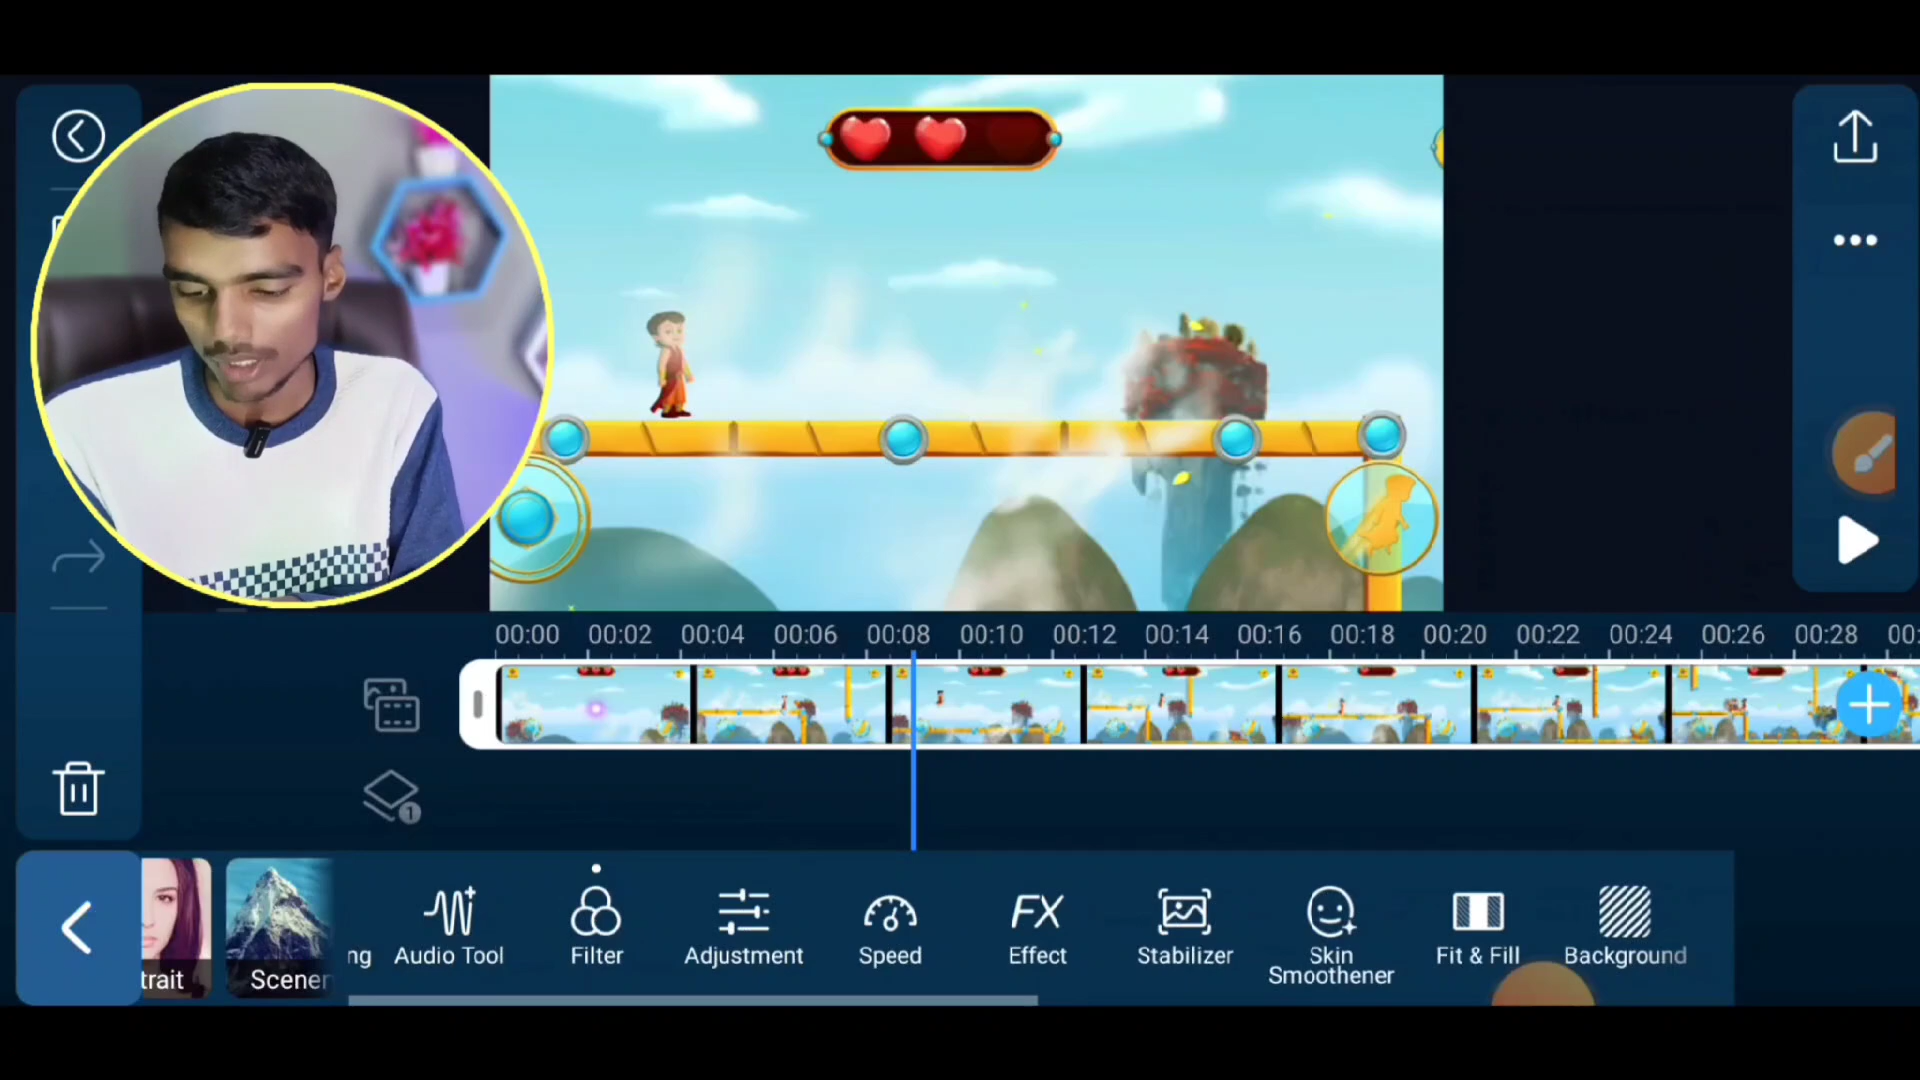 00:00 00:02 00:04 00:06 00:08 00:10 00:12 00:14 00:16 00:18 00:20 00:22 00:24 00:26 00:28 00:
1
trait
Scener
ng
Audio Tool
Filter
Adjustment
Speed
FX
Effect
Stabilizer
Skin
Smoothener
Fit & Fill
Background